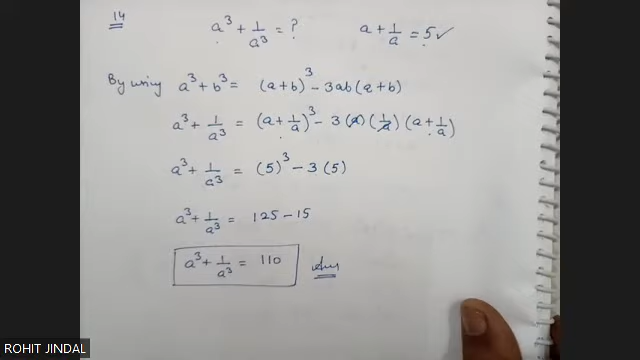 14
a³ + 1/a³ = ? a + 1/a = 5 ✓
By using a³ + b³ = (a+b)³ - 3ab(a+b)
a³ + 1/a³ = (a + 1/a)³ - 3(a)(1/a)(a + 1/a)
a³ + 1/a³ = (5)³ - 3(5)
a³ + 1/a³ = 125 - 15
a³ + 1/a³ = 110 Ans
ROHIT JINDAL